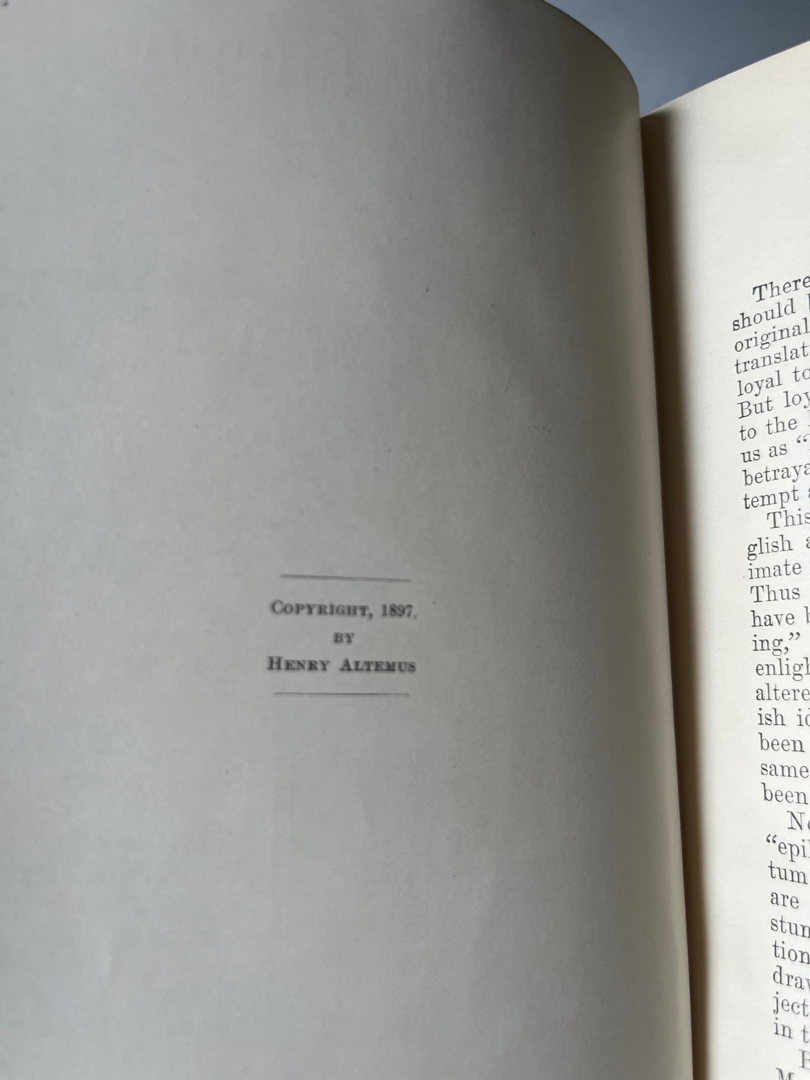 COPYRIGHT, 1897,
BY
HENRY ALTEMUS
There
should
original
translat
loyal to
But loy
to the
us as “
betraya
tempt
This
glish
imate
Thus
have b
ing,”
enligh
altere
ish id
been
same
been
No
“epi
tum
are
stun
tion
draw
ject
in t